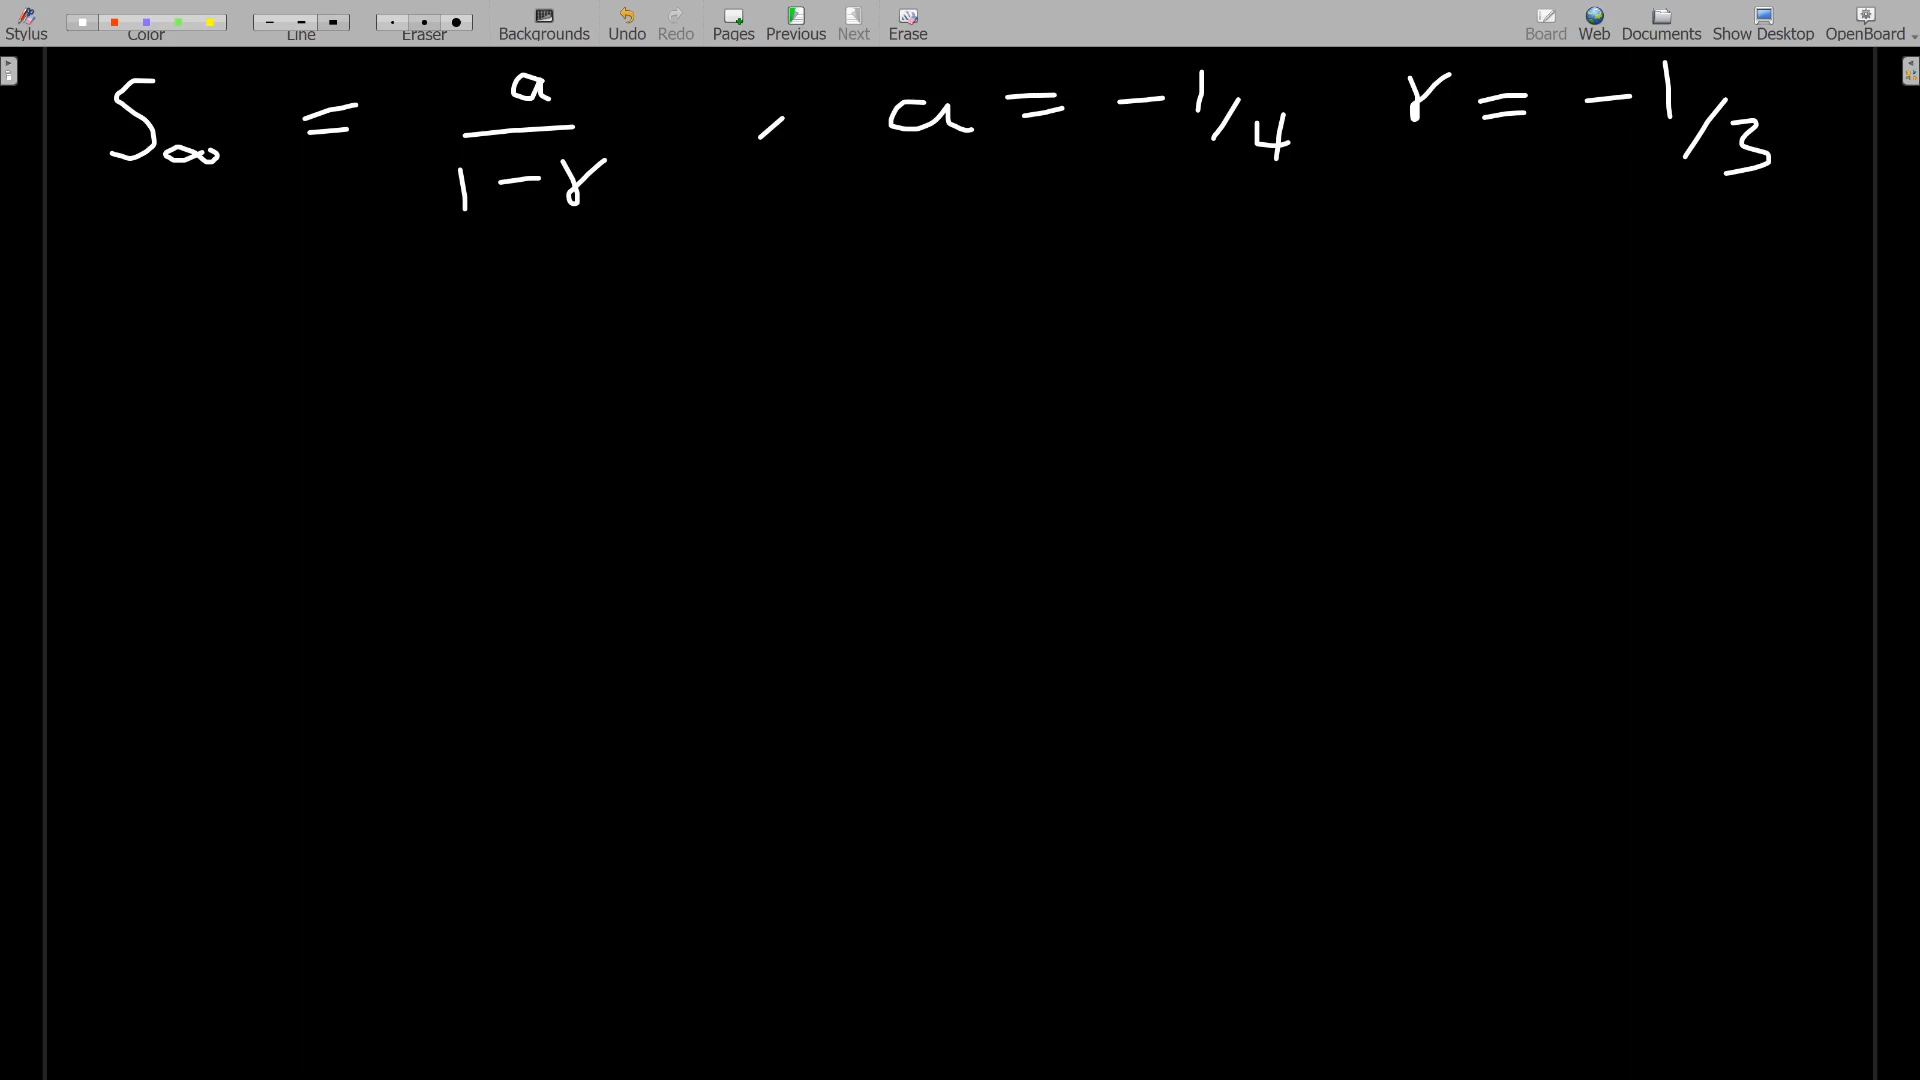 Stylus Color Line Eraser Backgrounds Undo Redo Pages Previous Next Erase Board Web Documents Show Desktop OpenBoard
S∞ = a/(1-r) , a = -1/4 r = -1/3